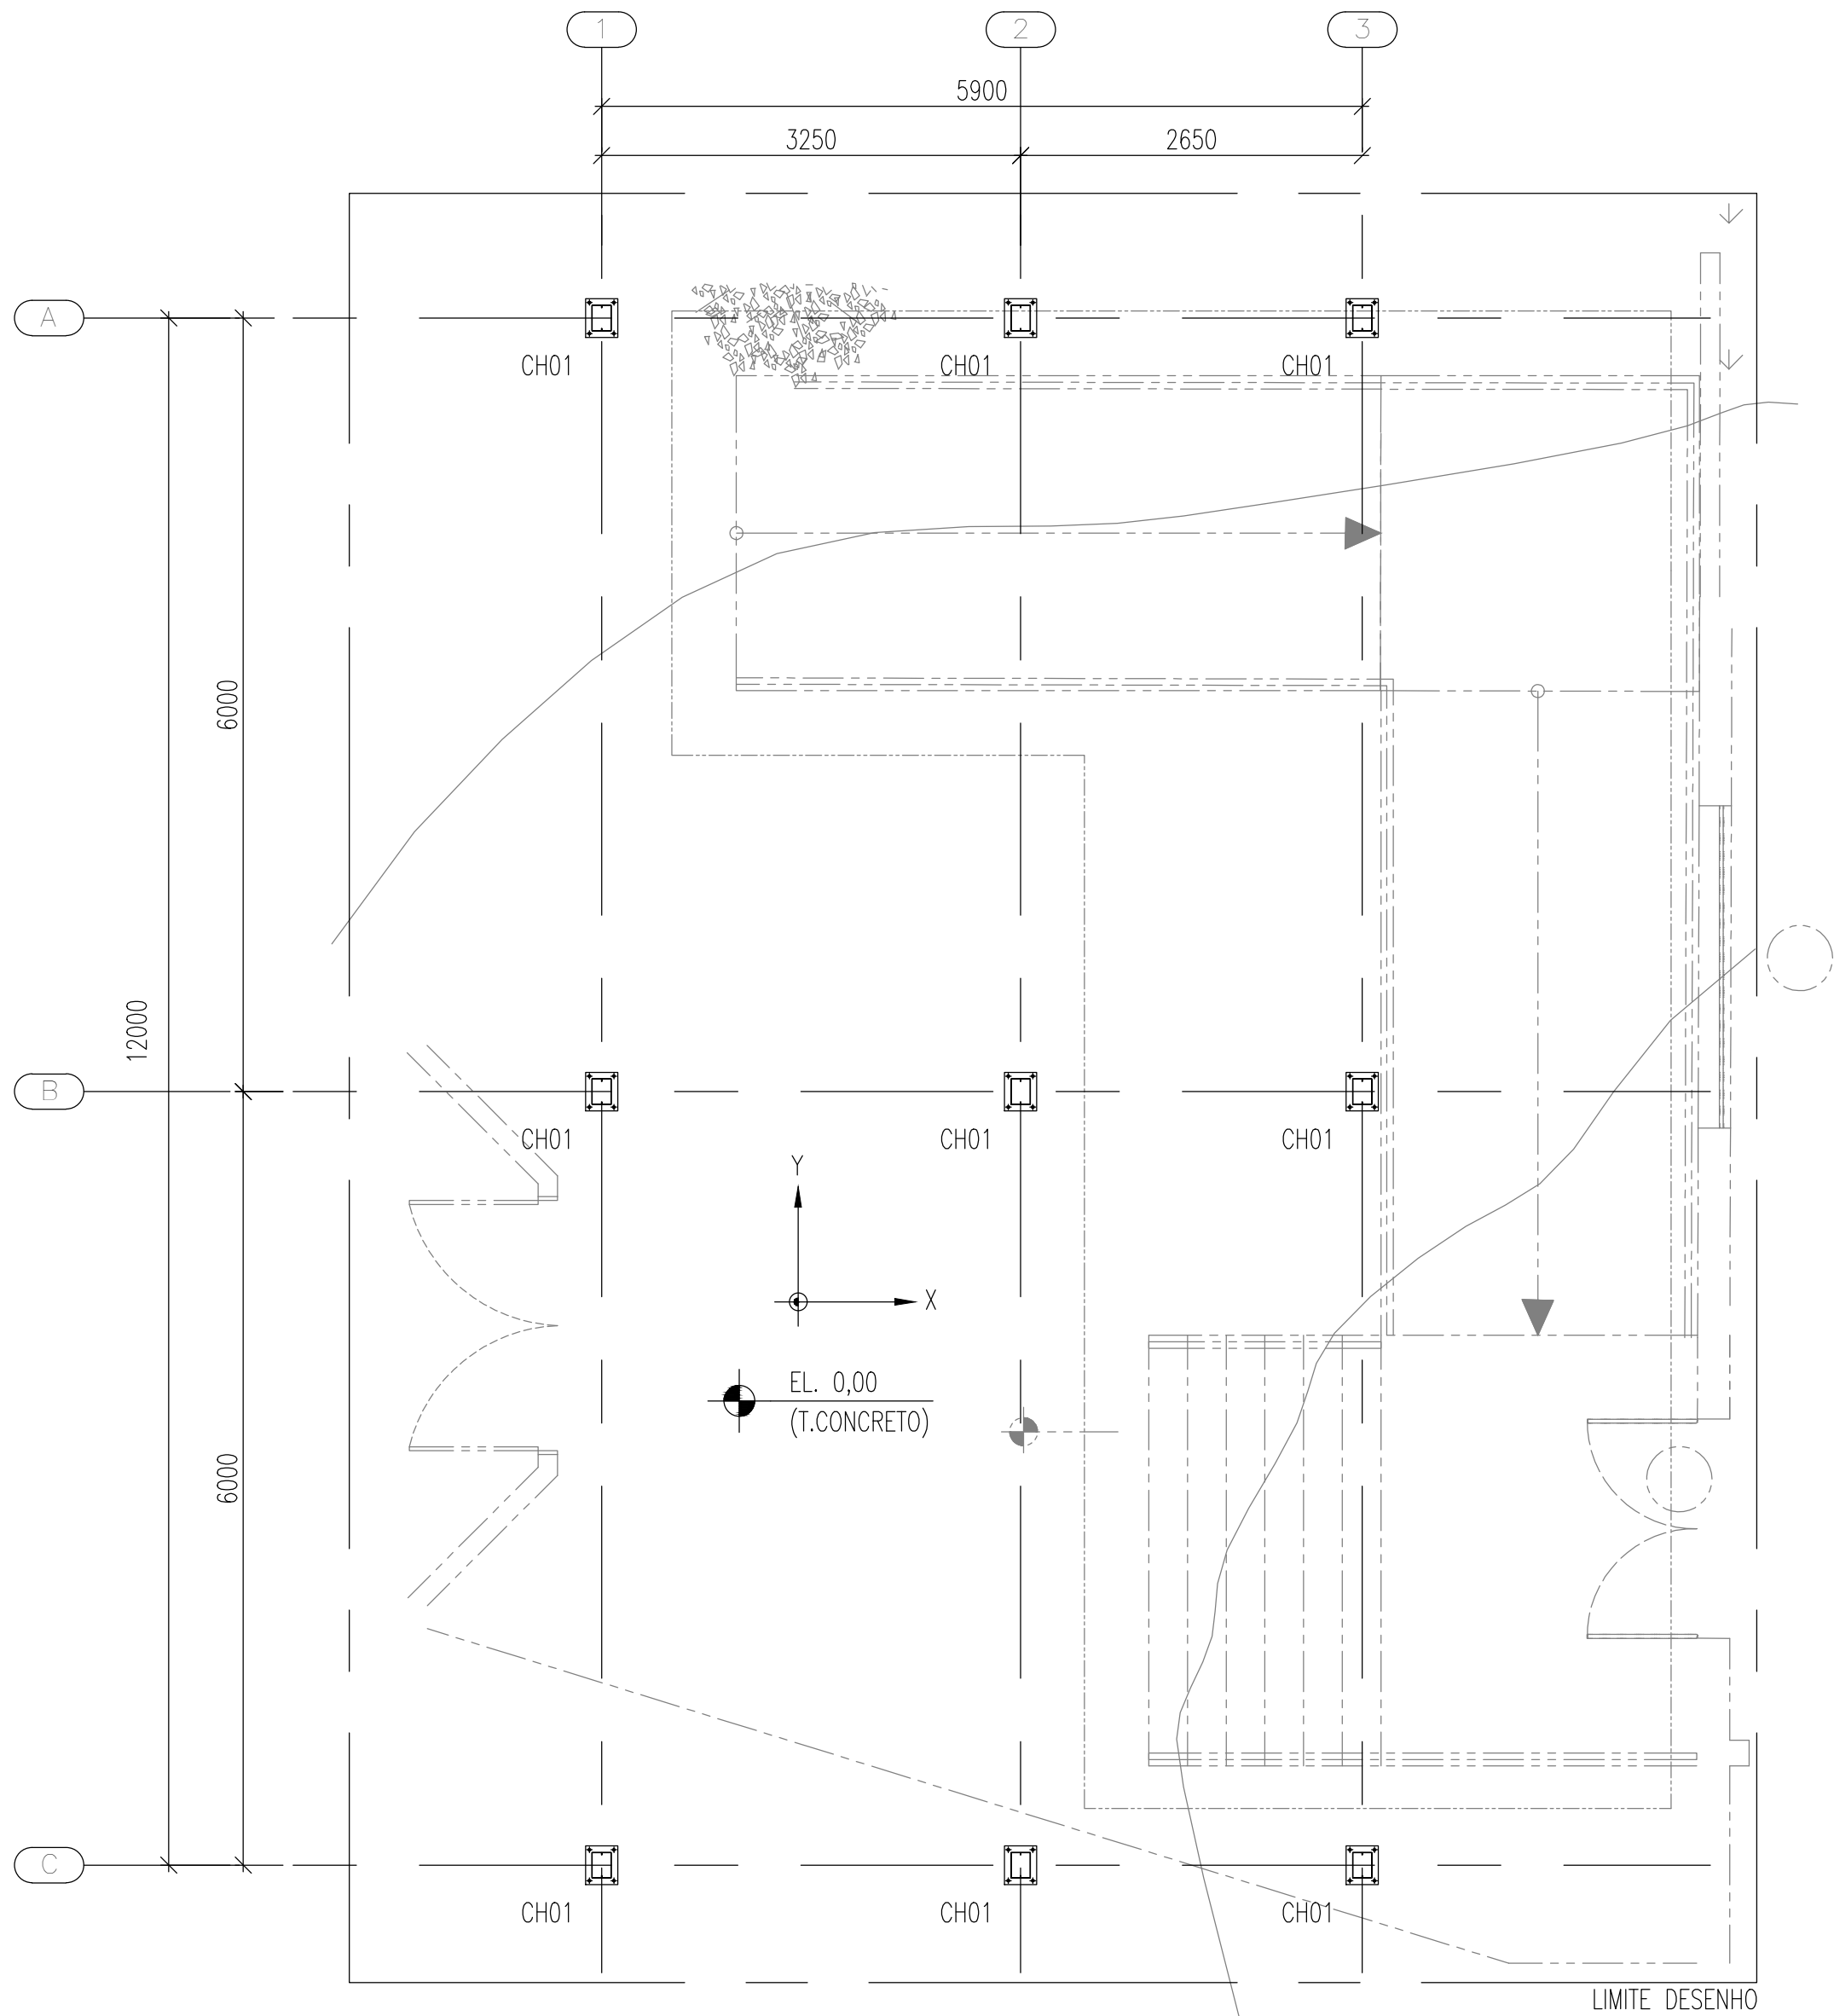 1 2 3
5900
3250 2650
A
CH01 CH01 CH01
6000
12000
B
CH01 CH01 CH01
Y
X
EL. 0,00
(T.CONCRETO)
6000
C
CH01 CH01 CH01
LIMITE DESENHO